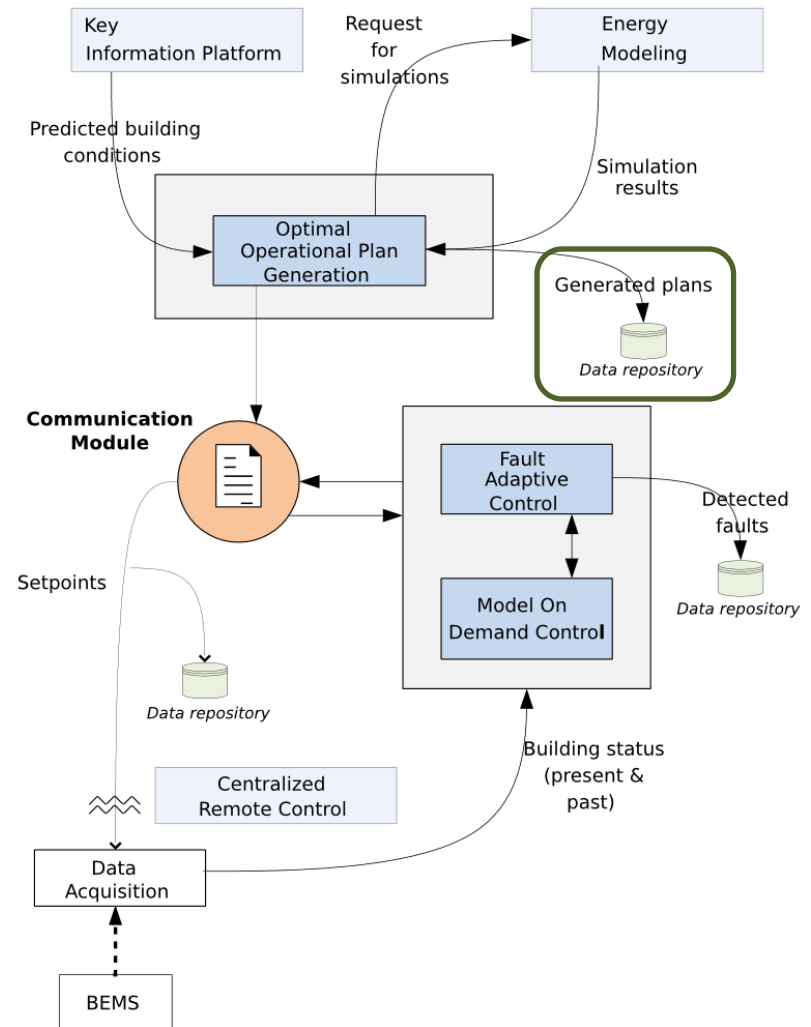 Key
Information Platform
Request
for
simulations
Energy
Modeling
Predicted building
conditions
Simulation
results
Optimal
Operational Plan
Generation
Generated plans
Data repository
Communication
Module
Fault
Adaptive
Control
Detected
faults
Data repository
Setpoints
Model On
Demand Control
Data repository
Building status
(present &
past)
Centralized
Remote Control
Data
Acquisition
BEMS